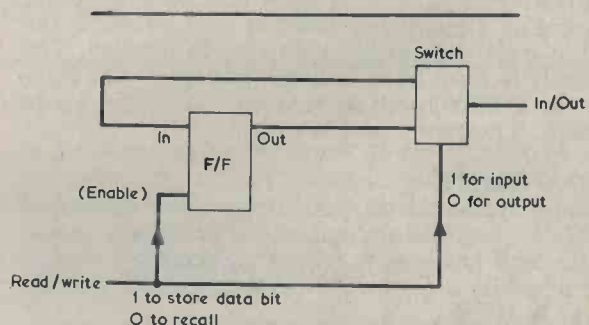 Switch
In/Out
In
Out
F/F
(Enable)
1 for input
0 for output
Read/write
1 to store data bit
0 to recall